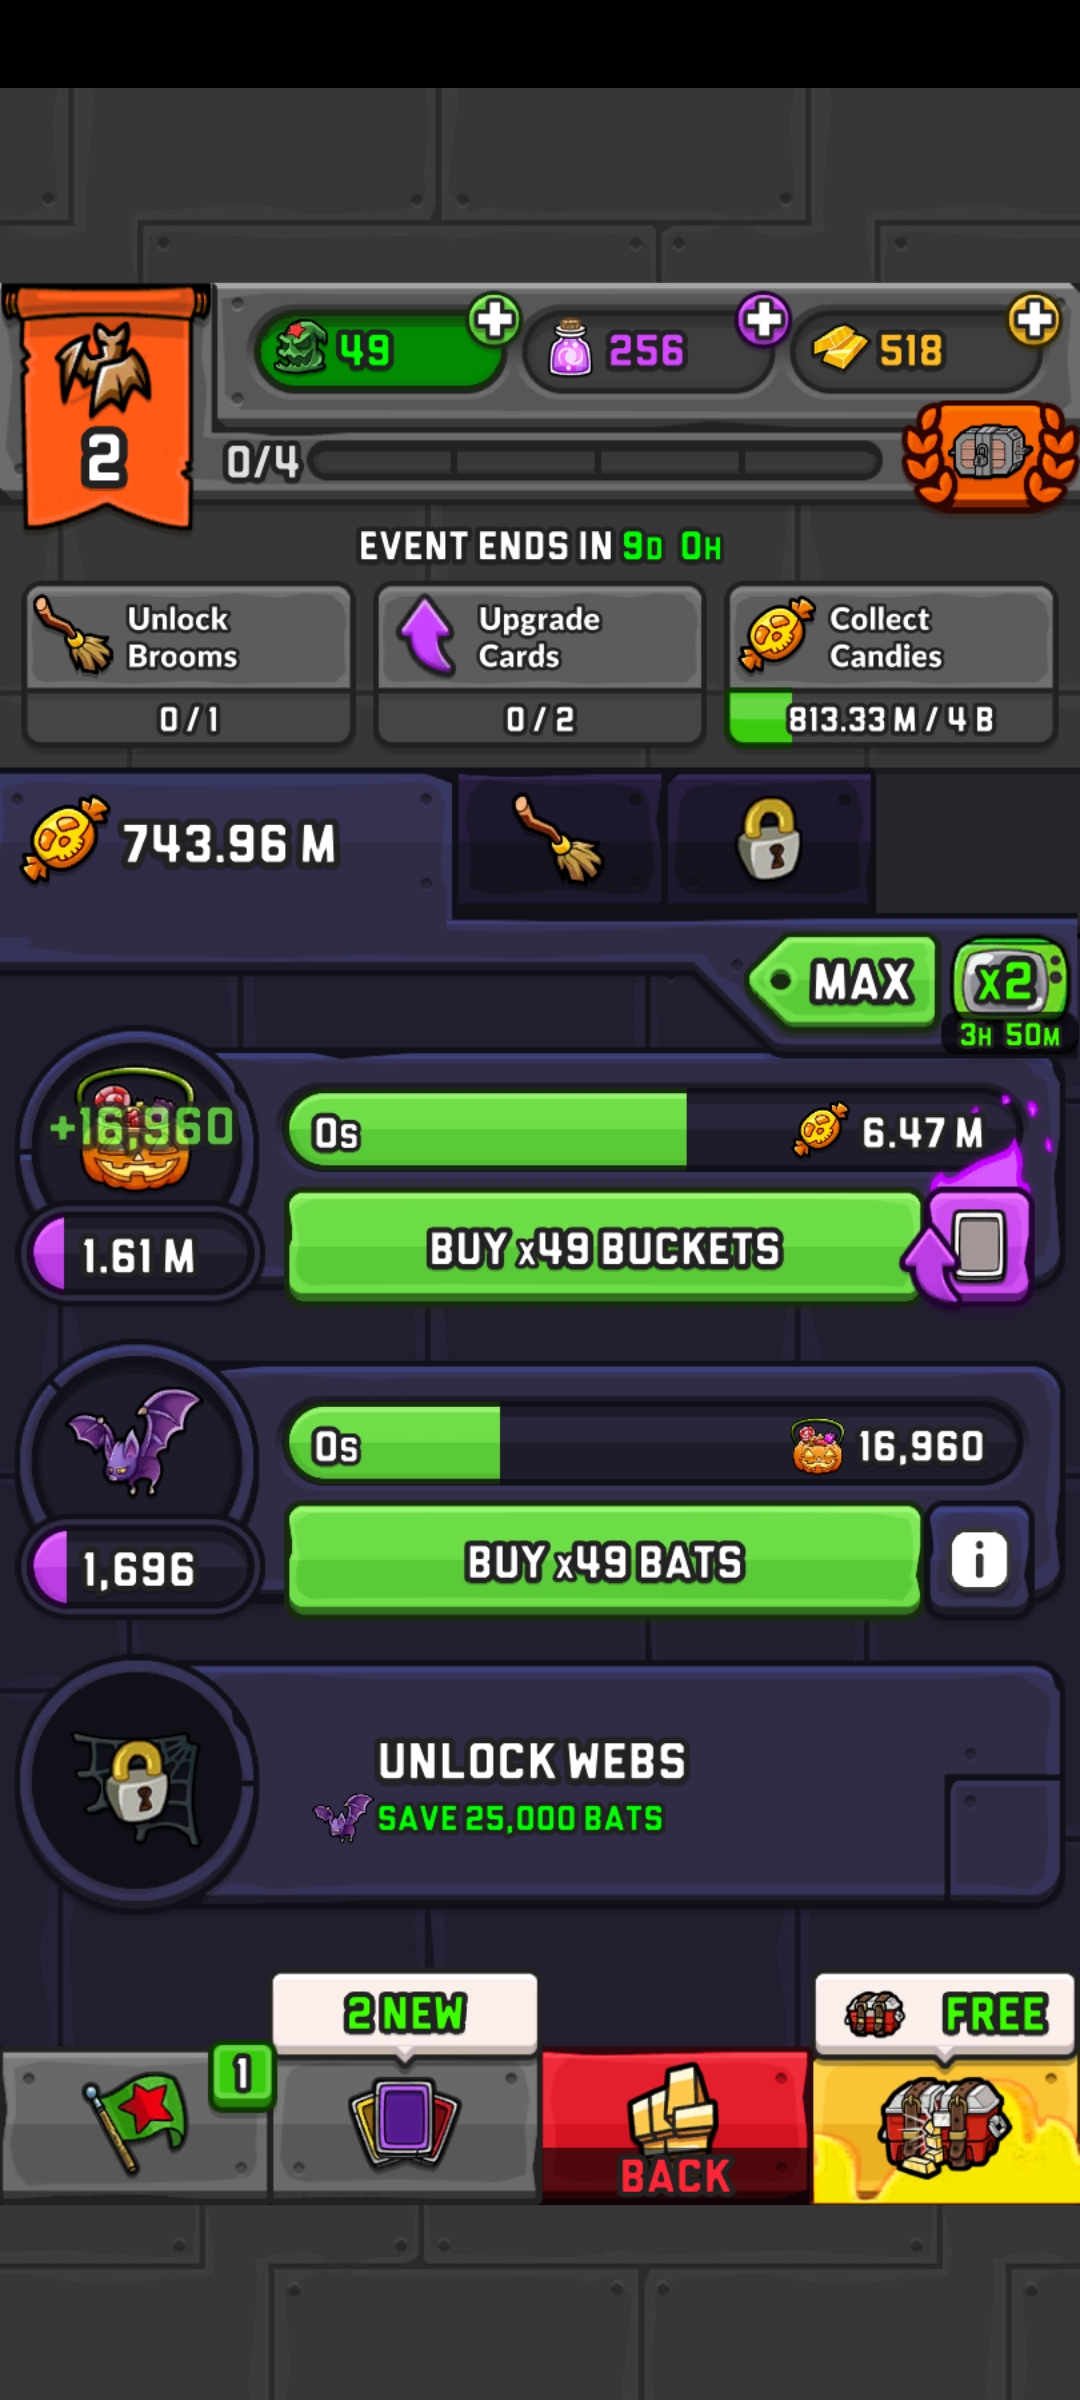 49
256
518
2
0/4
EVENT ENDS IN 9D 0H
Unlock
Brooms
0 / 1
Upgrade
Cards
0 / 2
Collect
Candies
813.33 M / 4 B
743.96 M
MAX
x2
3H 50M
+16,960
0s
6.47 M
1.61 M
BUY x49 BUCKETS
0s
16,960
1,696
BUY x49 BATS
i
UNLOCK WEBS
SAVE 25,000 BATS
2 NEW
FREE
1
BACK